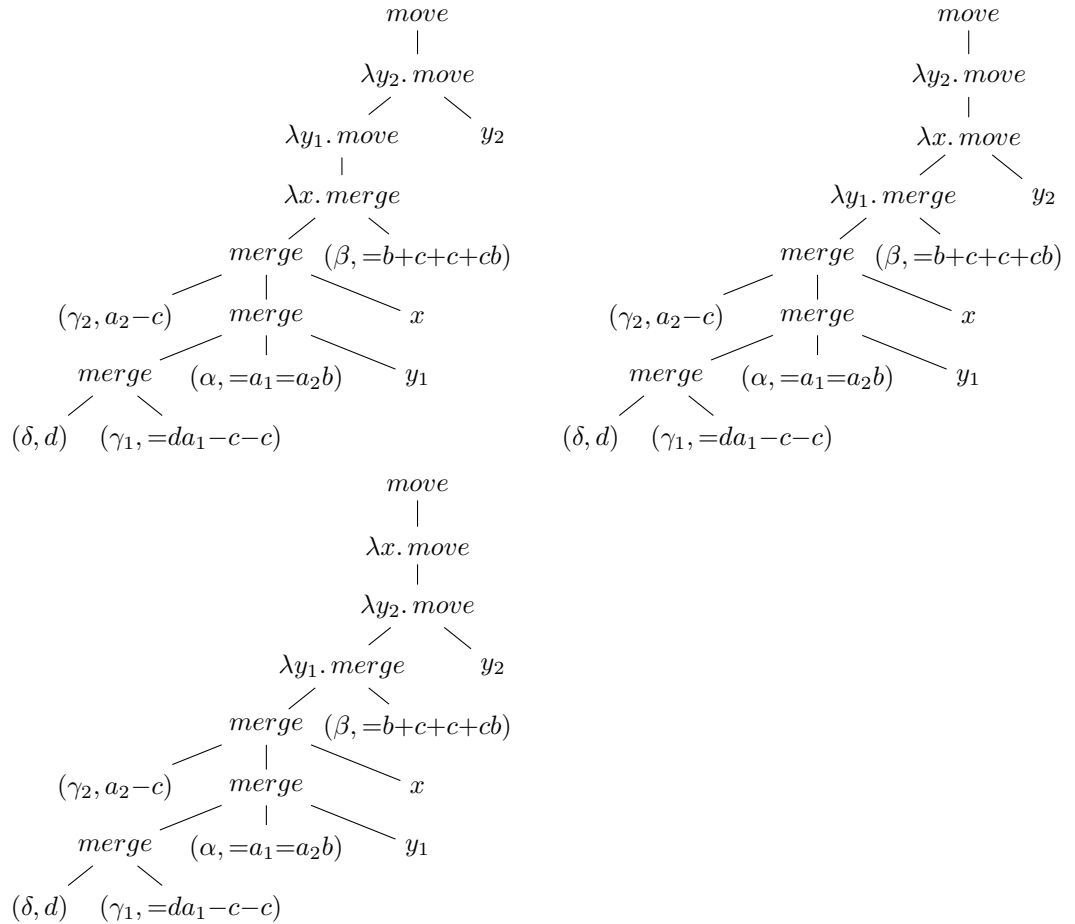 move move
λy₂. move λy₂. move
λy₁. move y₂ λx. move
λx. merge λy₁. merge y₂
merge (β, =b+c+c+cb) merge (β, =b+c+c+cb)
(γ₂, a₂−c) merge x (γ₂, a₂−c) merge x
merge (α, =a₁=a₂b) y₁ merge (α, =a₁=a₂b) y₁
(δ, d) (γ₁, =da₁−c−c) (δ, d) (γ₁, =da₁−c−c)
move
λx. move
λy₂. move
λy₁. merge y₂
merge (β, =b+c+c+cb)
(γ₂, a₂−c) merge x
merge (α, =a₁=a₂b) y₁
(δ, d) (γ₁, =da₁−c−c)